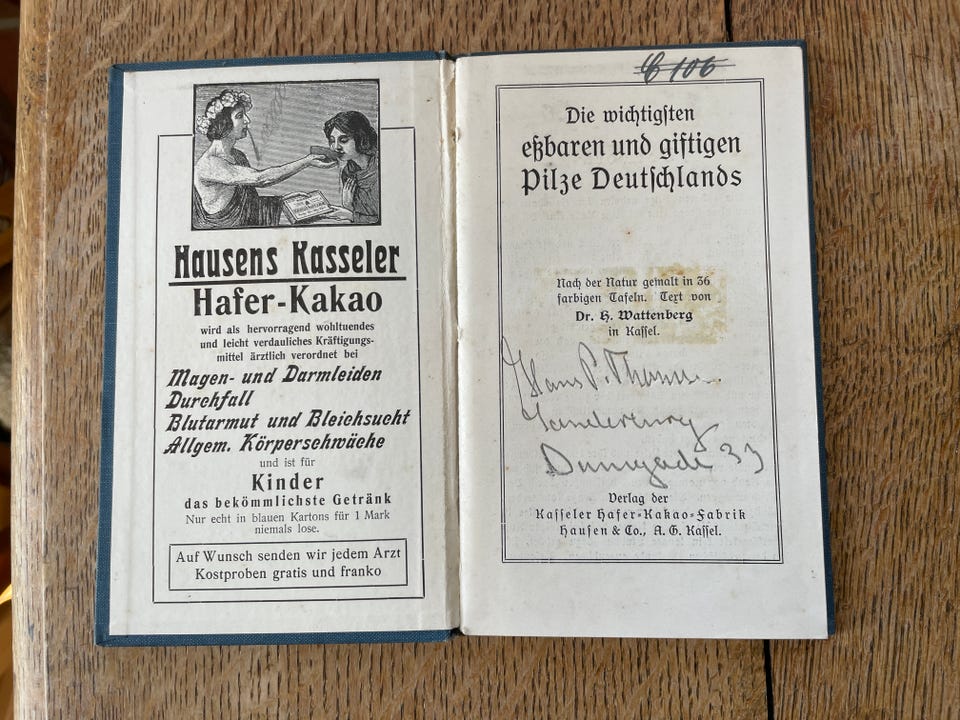 Hausens Kasseler
Hafer-Kakao
wird als hervorragend wohltuendes
und leicht verdauliches Kräftigungs-
mittel ärztlich verordnet bei
Magen- und Darmleiden
Durchfall
Blutarmut und Bleichsucht
Allgem. Körperschwäche
und ist für
Kinder
das bekömmlichste Getränk
Nur echt in blauen Kartons für 1 Mark
niemals lose.
Auf Wunsch senden wir jedem Arzt
Kostproben gratis und franko
106
Die wichtigsten
eßbaren und giftigen
Pilze Deutschlands
Nach der Natur gemalt in 36
farbigen Tafeln. Text von
Dr. H. Wattenberg
in Kassel.
Hans P.
33
Verlag der
Kasseler Hafer-Kakao-Fabrik
Hausen & Co., A. G. Kassel.